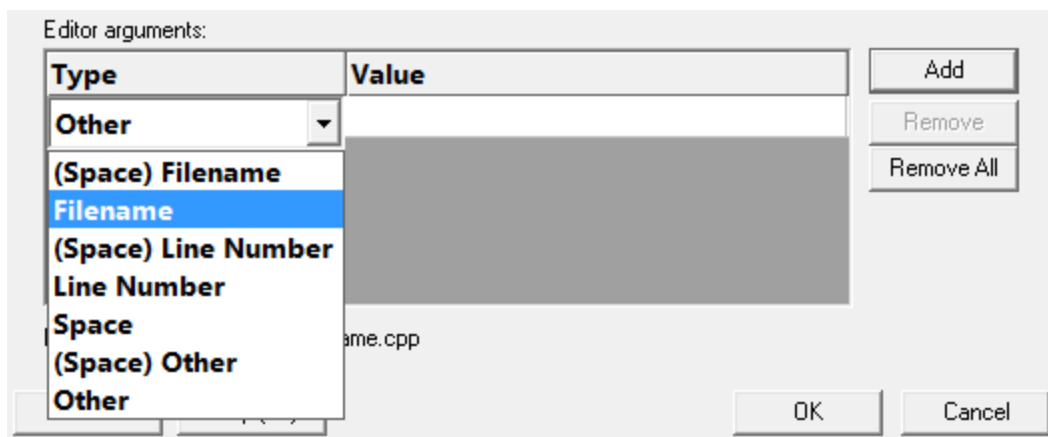 Editor arguments:
Type Value Add
Other Remove
(Space) Filename Remove All
Filename
(Space) Line Number
Line Number
Space
ame.cpp
(Space) Other
Other
OK Cancel